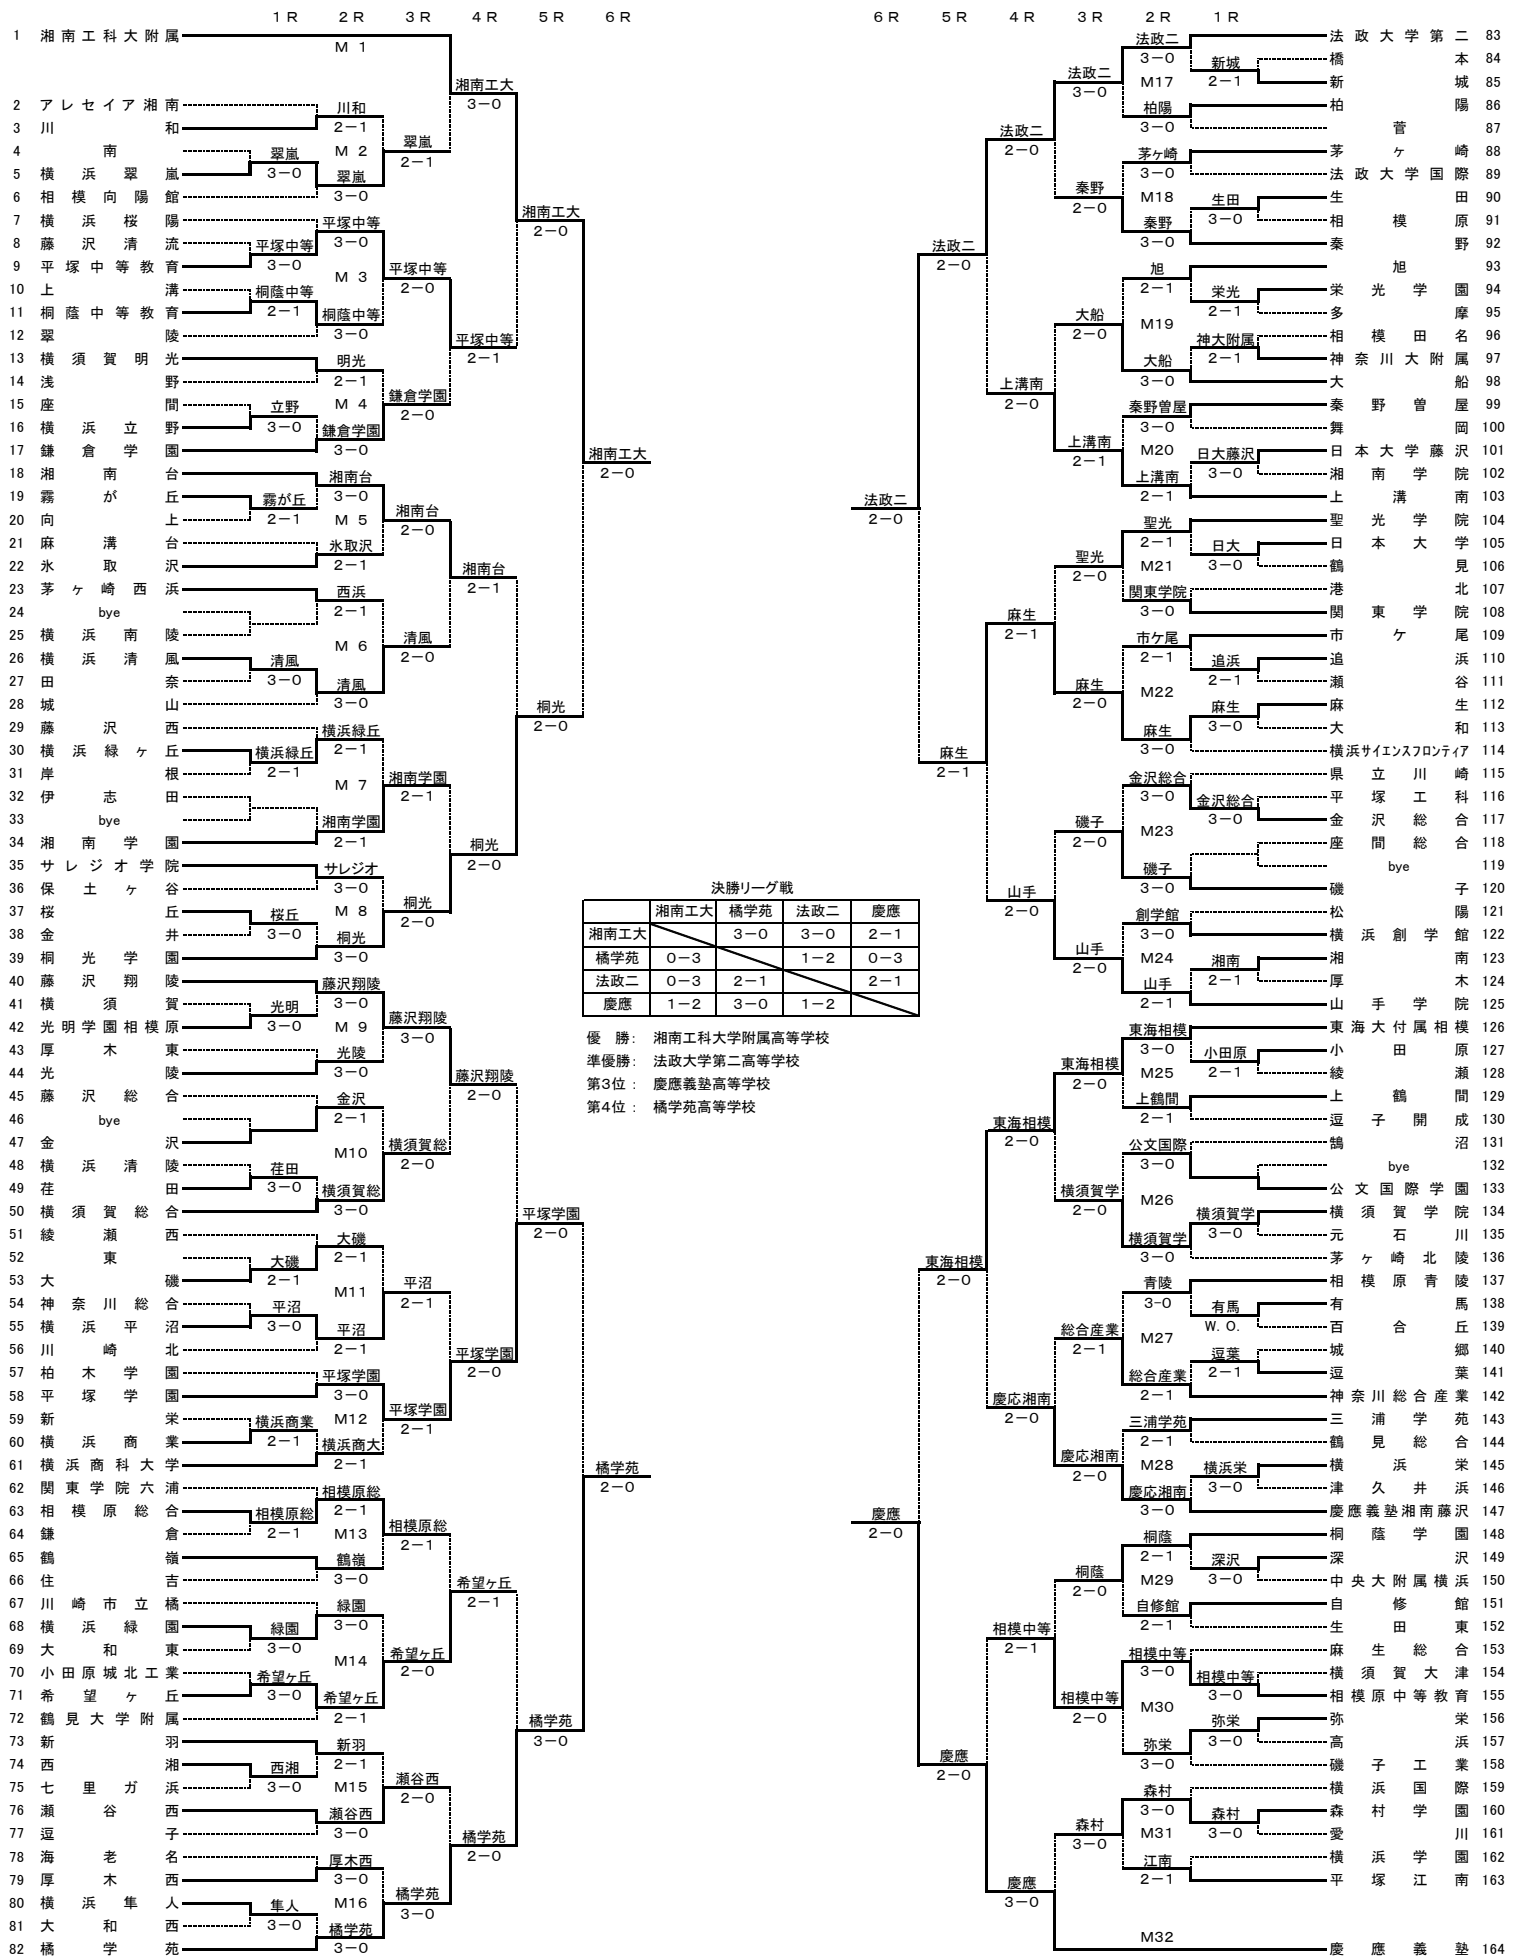 1R 2R 3R 4R 5R 6R
6R 5R 4R 3R 2R 1R
1 湘南工科大附属
2 アレセイア湘南
3 川和
4 南
5 横浜翠嵐
6 相模向陽館
7 横浜桜陽
8 藤沢清流
9 平塚中等教育
10 上溝
11 桐蔭中等教育
12 翠陵
13 横須賀明光
14 浅野
15 座間
16 横浜立野
17 鎌倉学園
18 湘南台
19 霧が丘
20 向上
21 麻溝台
22 氷取沢
23 茅ヶ崎西浜
24 bye
25 横浜南陵
26 横浜清風
27 田奈
28 城山
29 藤沢西
30 横浜緑ヶ丘
31 岸根
32 伊志田
33 bye
34 湘南学園
35 サレジオ学院
36 保土ヶ谷
37 桜丘
38 金井
39 桐光学園
40 藤沢翔陵
41 横須賀
42 光明学園相模原
43 厚木東
44 光陵
45 藤沢総合
46 bye
47 金沢
48 横浜清陵
49 荏田
50 横須賀総合
51 綾瀬西
52 東
53 大磯
54 神奈川総合
55 横浜平沼
56 川崎北
57 柏木学園
58 平塚学園
59 新栄
60 横浜商業
61 横浜商科大学
62 関東学院六浦
63 相模原総合
64 鎌倉
65 鶴嶺
66 住吉
67 川崎市立橘
68 横浜緑園
69 大和東
70 小田原城北工業
71 希望ヶ丘
72 鶴見大学附属
73 新羽
74 西湘
75 七里ガ浜
76 瀬谷西
77 逗子
78 海老名
79 厚木西
80 横浜隼人
81 大和西
82 橘学苑
翠嵐 3−0
平塚中等 3−0
桐蔭中等 2−1
立野 3−0
霧が丘 2−1
清風 3−0
横浜緑丘 2−1
桜丘 3−0
光明 3−0
荏田 3−0
大磯 2−1
平沼 3−0
横浜商業 2−1
相模原総 2−1
緑園 3−0
希望ヶ丘 3−0
西湘 3−0
隼人 3−0
M 1
川和 2−1
M 2
翠嵐 3−0
平塚中等 3−0
M 3
桐蔭中等 3−0
明光 2−1
M 4
鎌倉学園 3−0
湘南台 3−0
M 5
氷取沢 2−1
西浜 2−1
M 6
清風 3−0
横浜緑丘 2−1
M 7
湘南学園 2−1
サレジオ 3−0
M 8
桐光 3−0
藤沢翔陵 3−0
M 9
光陵 3−0
金沢 2−1
M10
横須賀総 3−0
大磯 2−1
M11
平沼 2−1
平塚学園 3−0
M12
横浜商大 2−1
相模原総 2−1
M13
鶴嶺 3−0
緑園 3−0
M14
希望ヶ丘 2−1
新羽 2−1
M15
瀬谷西 3−0
厚木西 3−0
M16
橘学苑 3−0
翠嵐 2−1
平塚中等 2−0
鎌倉学園 2−0
湘南台 2−0
清風 2−0
湘南学園 2−1
桐光 2−0
藤沢翔陵 3−0
横須賀総 2−0
平沼 2−1
平塚学園 2−1
相模原総 2−1
希望ヶ丘 2−0
瀬谷西 2−0
橘学苑 3−0
湘南工大 3−0
平塚中等 2−1
湘南台 2−1
桐光 2−0
藤沢翔陵 2−0
平塚学園 2−0
希望ヶ丘 2−1
橘学苑 2−0
湘南工大 2−0
桐光 2−0
平塚学園 2−0
橘学苑 3−0
湘南工大 2−0
橘学苑 2−0
決勝リーグ戦
湘南工大 橘学苑 法政二 慶應
湘南工大 3−0 3−0 2−1
橘学苑 0−3 1−2 0−3
法政二 0−3 2−1 2−1
慶應 1−2 3−0 1−2
優 勝: 湘南工科大学附属高等学校
準優勝: 法政大学第二高等学校
第3位: 慶應義塾高等学校
第4位: 橘学苑高等学校
法政二 2−0
慶應 2−0
法政二 2−0
麻生 2−1
東海相模 2−0
慶應 2−0
法政二 2−0
上溝南 2−0
麻生 2−1
山手 2−0
東海相模 2−0
慶応湘南 2−0
相模中等 2−1
慶應 3−0
法政二 3−0
秦野 2−0
大船 2−0
上溝南 2−1
聖光 2−0
麻生 2−0
磯子 2−0
山手 2−0
東海相模 2−0
横須賀学 2−0
総合産業 2−1
慶応湘南 2−0
桐蔭 2−0
相模中等 2−0
森村 3−0
法政二 3−0
M17
柏陽 3−0
茅ヶ崎 3−0
M18
秦野 3−0
旭 2−1
M19
大船 3−0
秦野曽屋 3−0
M20
上溝南 2−1
聖光 2−1
M21
関東学院 3−0
市ケ尾 2−1
M22
麻生 3−0
金沢総合 3−0
M23
磯子 3−0
創学館 3−0
M24
山手 2−1
東海相模 3−0
M25
上鶴間 2−1
公文国際 3−0
M26
横須賀学 3−0
青陵 3-0
M27
総合産業 2−1
三浦学苑 2−1
M28
慶応湘南 3−0
桐蔭 2−1
M29
自修館 2−1
相模中等 3−0
M30
弥栄 3−0
森村 3−0
M31
江南 2−1
M32
新城 2−1
生田 3−0
栄光 2−1
神大附属 2−1
日大藤沢 3−0
日大 3−0
追浜 2−1
麻生 3−0
金沢総合 3−0
湘南 2−1
小田原 2−1
横須賀学 3−0
有馬 W.O.
逗葉 2−1
横浜栄 3−0
深沢 3−0
相模中等 3−0
弥栄 3−0
森村 3−0
法政大学第二 83
橋本 84
新城 85
柏陽 86
菅 87
茅ヶ崎 88
法政大学国際 89
生田 90
相模原 91
秦野 92
旭 93
栄光学園 94
多摩 95
相模田名 96
神奈川大附属 97
大船 98
秦野曽屋 99
舞岡 100
日本大学藤沢 101
湘南学院 102
上溝南 103
聖光学院 104
日本大学 105
鶴見 106
港北 107
関東学院 108
市ケ尾 109
追浜 110
瀬谷 111
麻生 112
大和 113
横浜サイエンスフロンティア 114
県立川崎 115
平塚工科 116
金沢総合 117
座間総合 118
bye 119
磯子 120
松陽 121
横浜創学館 122
湘南 123
厚木 124
山手学院 125
東海大付属相模 126
小田原 127
綾瀬 128
上鶴間 129
逗子開成 130
鵠沼 131
bye 132
公文国際学園 133
横須賀学院 134
元石川 135
茅ヶ崎北陵 136
相模原青陵 137
有馬 138
百合丘 139
城郷 140
逗葉 141
神奈川総合産業 142
三浦学苑 143
鶴見総合 144
横浜栄 145
津久井浜 146
慶應義塾湘南藤沢 147
桐蔭学園 148
深沢 149
中央大附属横浜 150
自修館 151
生田東 152
麻生総合 153
横須賀大津 154
相模原中等教育 155
弥栄 156
高浜 157
磯子工業 158
横浜国際 159
森村学園 160
愛川 161
横浜学園 162
平塚江南 163
慶應義塾 164